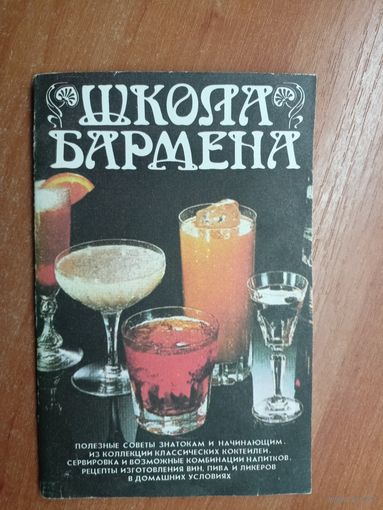 ШКОЛА
БАРМЕНА
ПОЛЕЗНЫЕ СОВЕТЫ ЗНАТОКАМ И НАЧИНАЮЩИМ.
ИЗ КОЛЛЕКЦИИ КЛАССИЧЕСКИХ КОКТЕЙЛЕЙ.
СЕРВИРОВКА И ВОЗМОЖНЫЕ КОМБИНАЦИИ НАПИТКОВ.
РЕЦЕПТЫ ИЗГОТОВЛЕНИЯ ВИН, ПИВА И ЛИКЕРОВ
В ДОМАШНИХ УСЛОВИЯХ